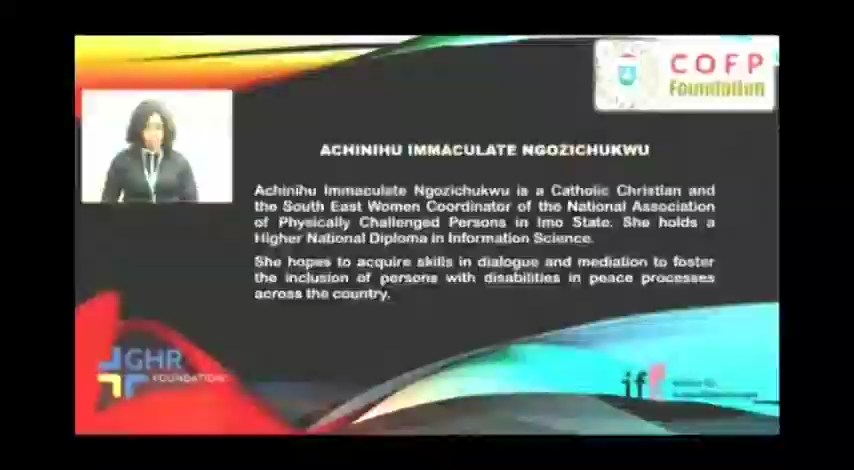 COFP
Foundation
ACHINIHU IMMACULATE NGOZICHUKWU
Achinihu Immaculate Ngozichukwu is a Catholic Christian and
the South East Women Coordinator of the National Association
of Physically Challenged Persons in Imo State. She holds a
Higher National Diploma in Information Science.
She hopes to acquire skills in dialogue and mediation to foster
the inclusion of persons with disabilities in peace processes
across the country.
GHR
FOUNDATION